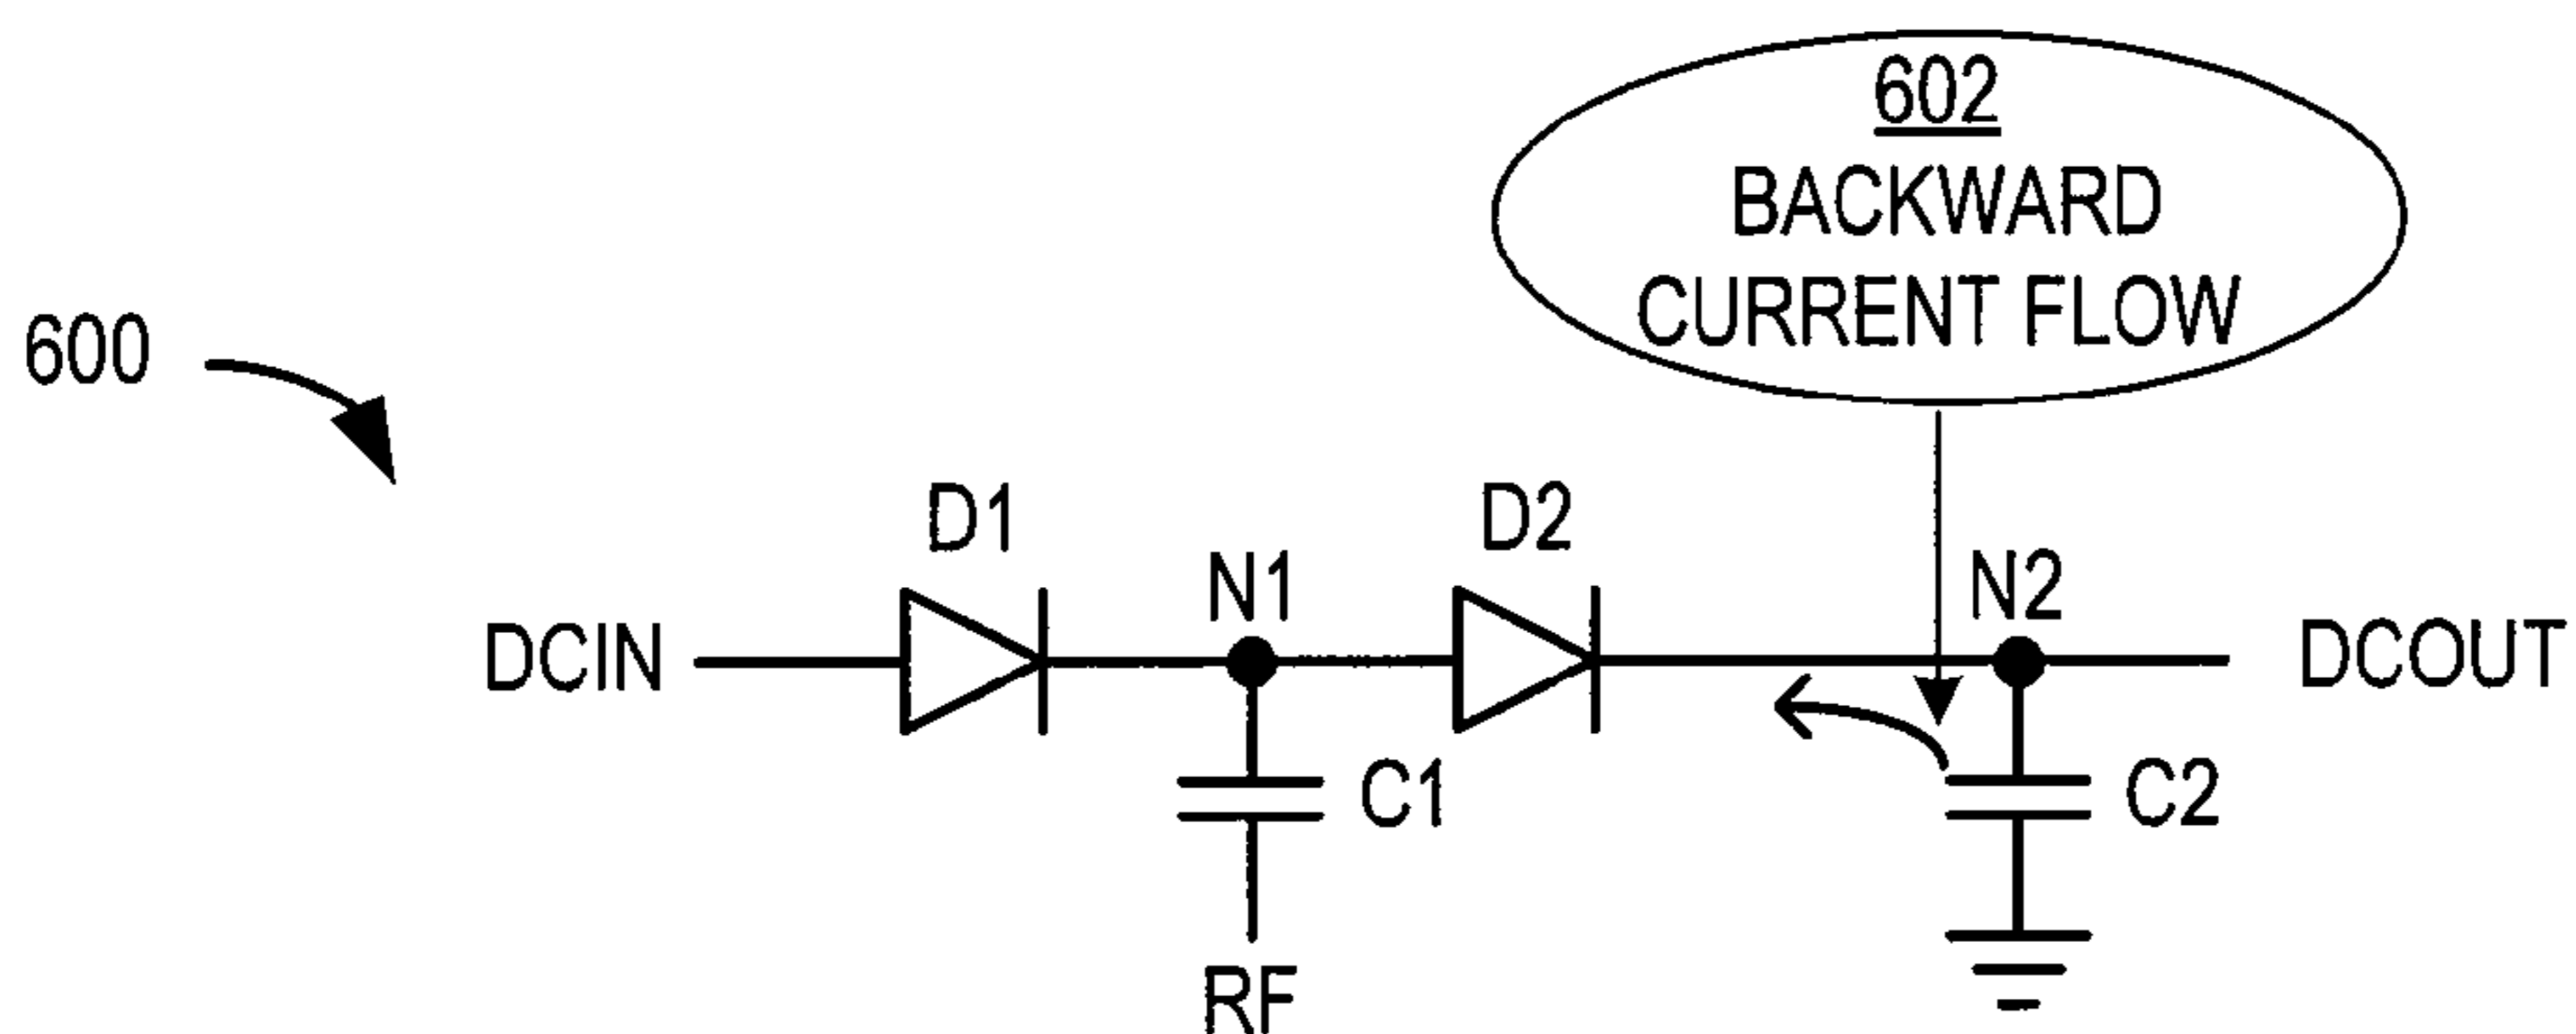 602
BACKWARD
CURRENT FLOW
600
D1
D2
N1
N2
DCIN
DCOUT
C1
C2
RF